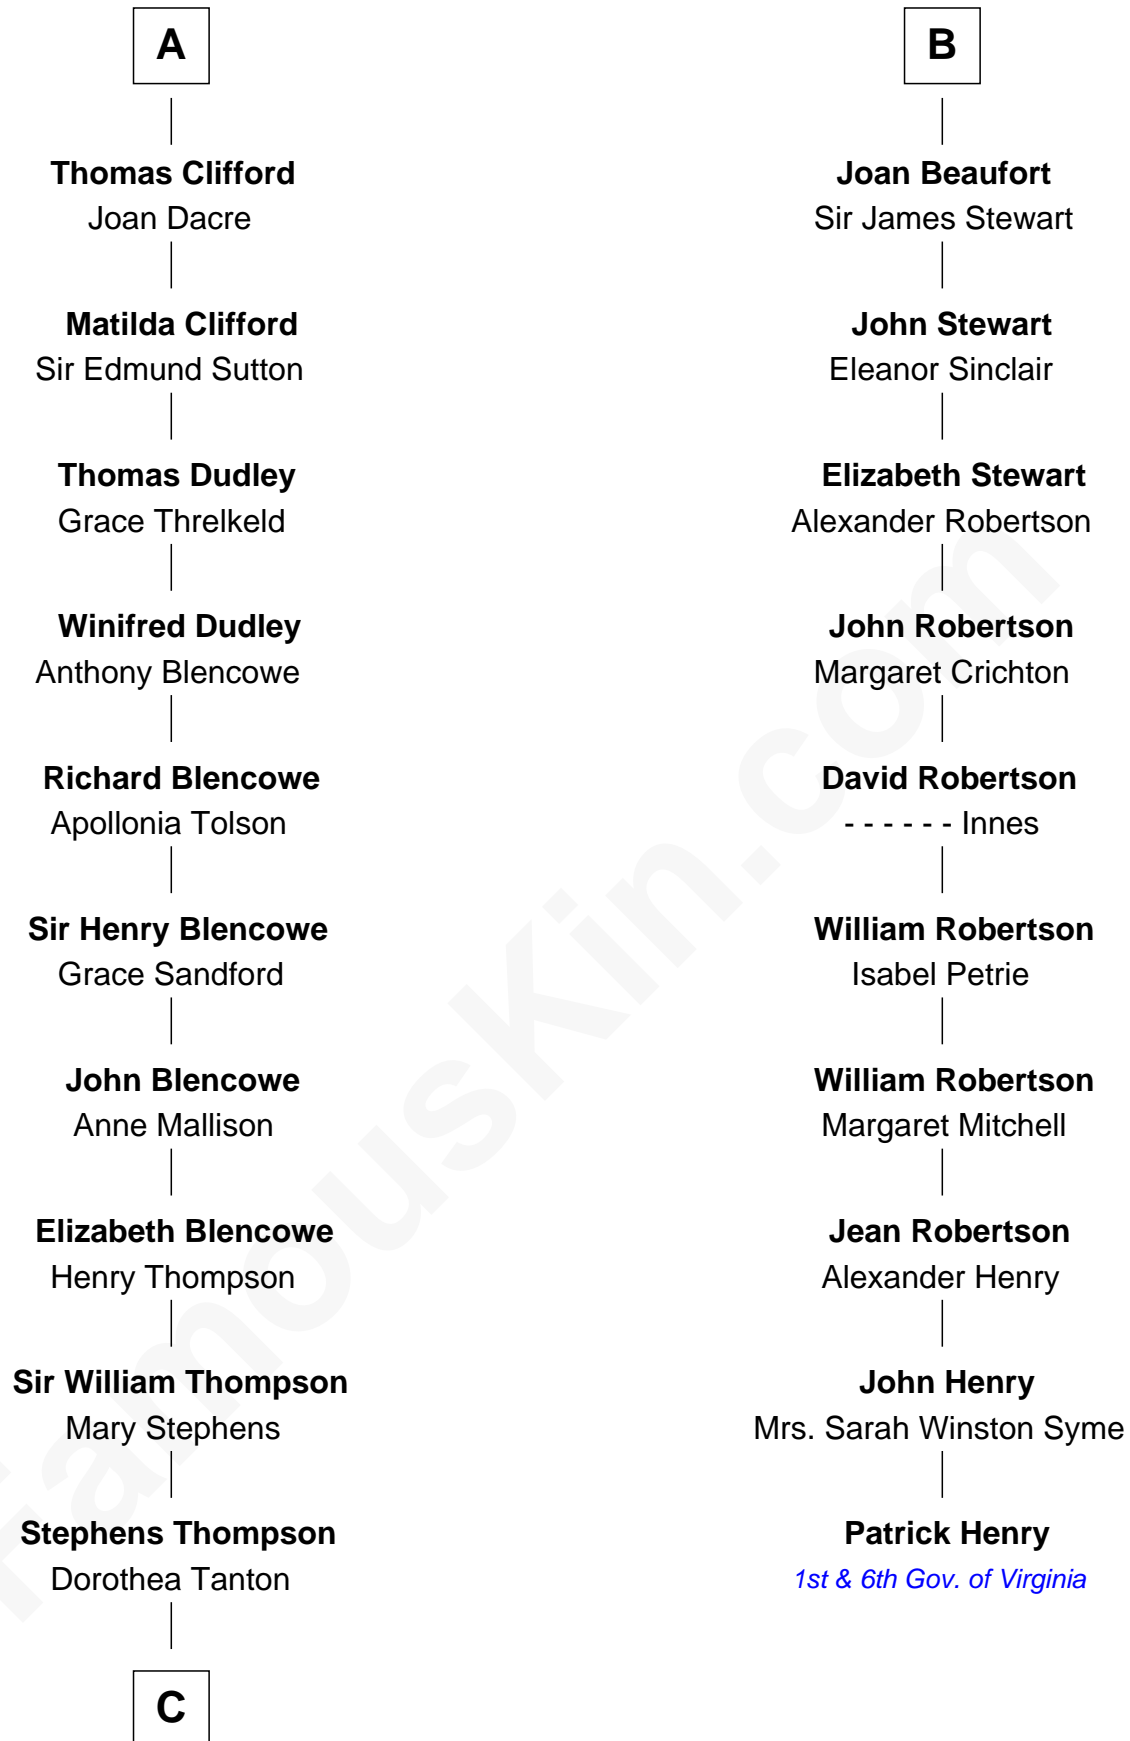 A
Thomas Clifford
Joan Dacre
Matilda Clifford
Sir Edmund Sutton
Thomas Dudley
Grace Threlkeld
Winifred Dudley
Anthony Blencowe
Richard Blencowe
Apollonia Tolson
Sir Henry Blencowe
Grace Sandford
John Blencowe
Anne Mallison
Elizabeth Blencowe
Henry Thompson
Sir William Thompson
Mary Stephens
Stephens Thompson
Dorothea Tanton
C
B
Joan Beaufort
Sir James Stewart
John Stewart
Eleanor Sinclair
Elizabeth Stewart
Alexander Robertson
John Robertson
Margaret Crichton
David Robertson
- - - - - - Innes
William Robertson
Isabel Petrie
William Robertson
Margaret Mitchell
Jean Robertson
Alexander Henry
John Henry
Mrs. Sarah Winston Syme
Patrick Henry
1st & 6th Gov. of Virginia
FamousKin.com